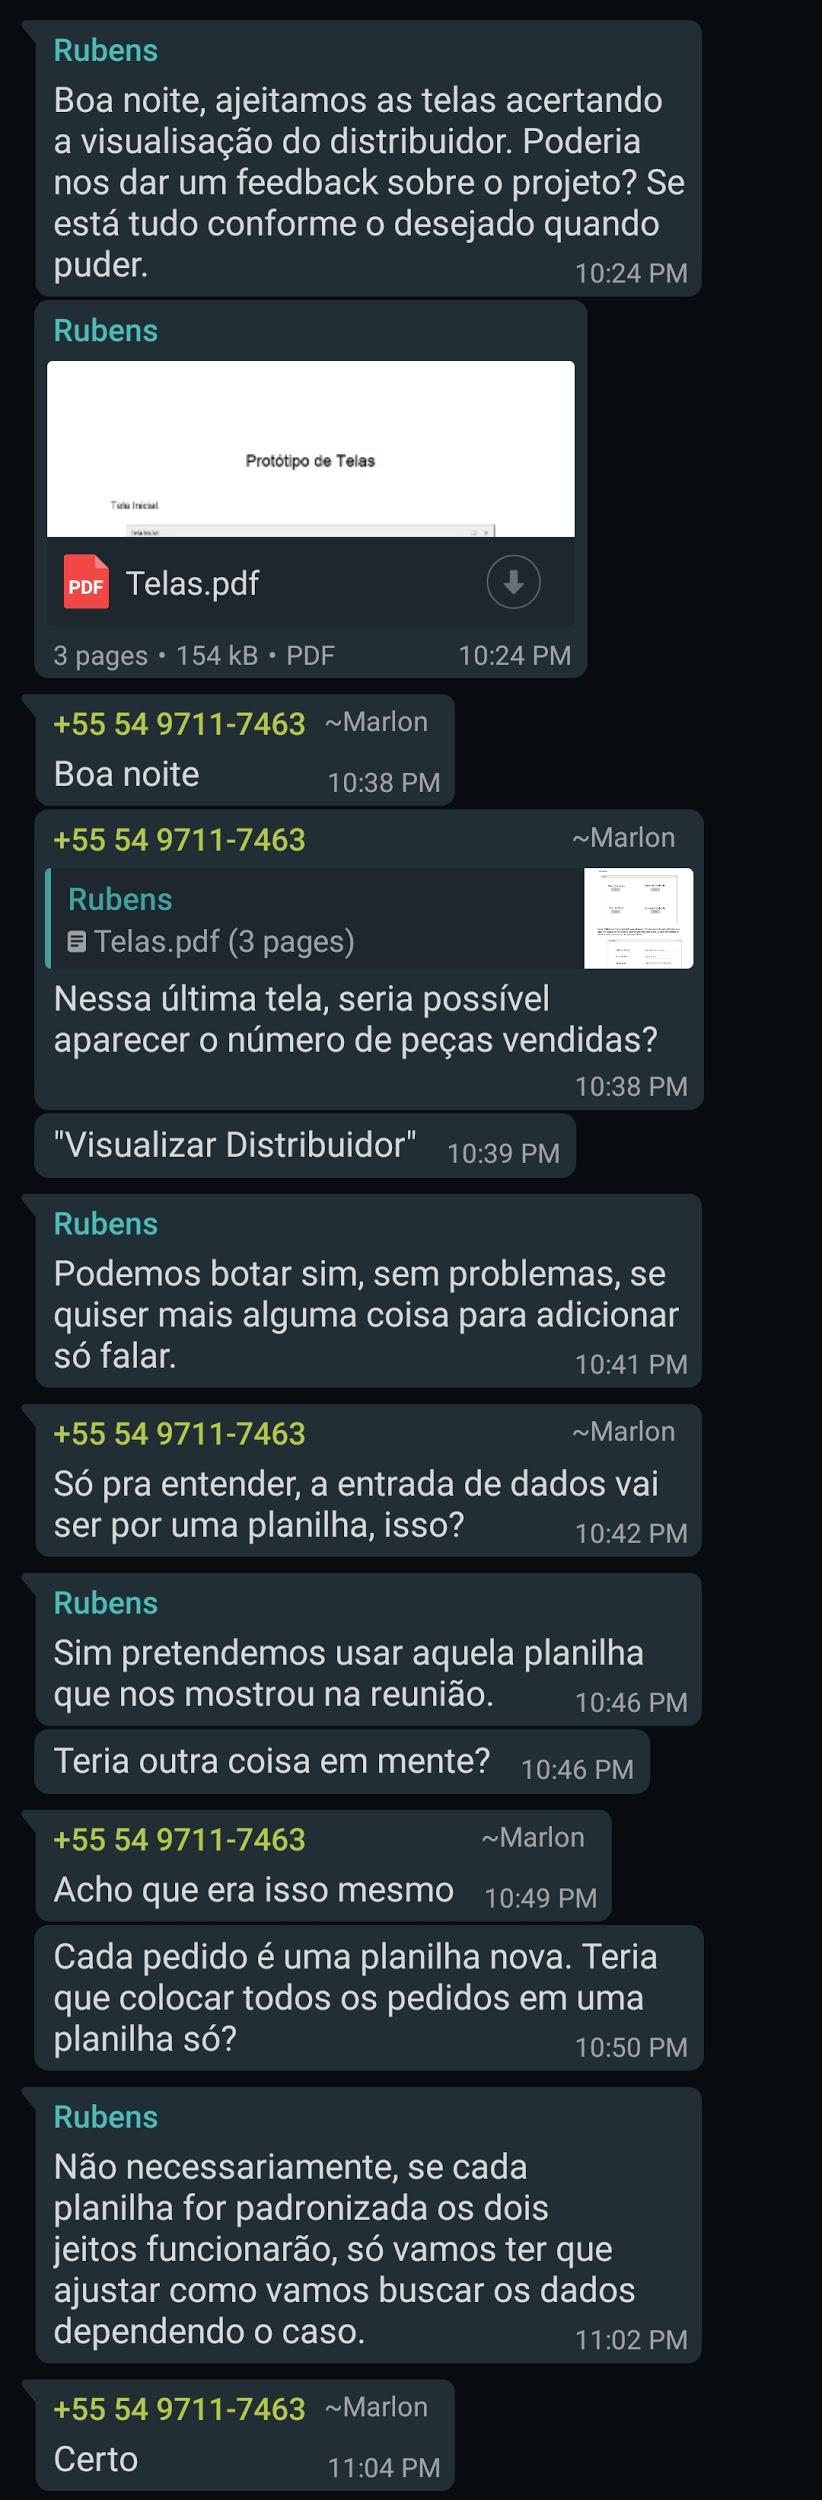 Rubens
Boa noite, ajeitamos as telas acertando
a visualisação do distribuidor. Poderia
nos dar um feedback sobre o projeto? Se
está tudo conforme o desejado quando
puder.
10:24 PM
Rubens
Protótipo de Telas
Tela Inicial
PDF
Telas.pdf
3 pages • 154 kB • PDF
10:24 PM
+55 54 9711-7463 ~Marlon
Boa noite
10:38 PM
+55 54 9711-7463 ~Marlon
Rubens
Telas.pdf (3 pages)
Nessa última tela, seria possível
aparecer o número de peças vendidas?
10:38 PM
"Visualizar Distribuidor"
10:39 PM
Rubens
Podemos botar sim, sem problemas, se
quiser mais alguma coisa para adicionar
só falar.
10:41 PM
+55 54 9711-7463 ~Marlon
Só pra entender, a entrada de dados vai
ser por uma planilha, isso?
10:42 PM
Rubens
Sim pretendemos usar aquela planilha
que nos mostrou na reunião.
10:46 PM
Teria outra coisa em mente?
10:46 PM
+55 54 9711-7463 ~Marlon
Acho que era isso mesmo
10:49 PM
Cada pedido é uma planilha nova. Teria
que colocar todos os pedidos em uma
planilha só?
10:50 PM
Rubens
Não necessariamente, se cada
planilha for padronizada os dois
jeitos funcionarão, só vamos ter que
ajustar como vamos buscar os dados
dependendo o caso.
11:02 PM
+55 54 9711-7463 ~Marlon
Certo
11:04 PM